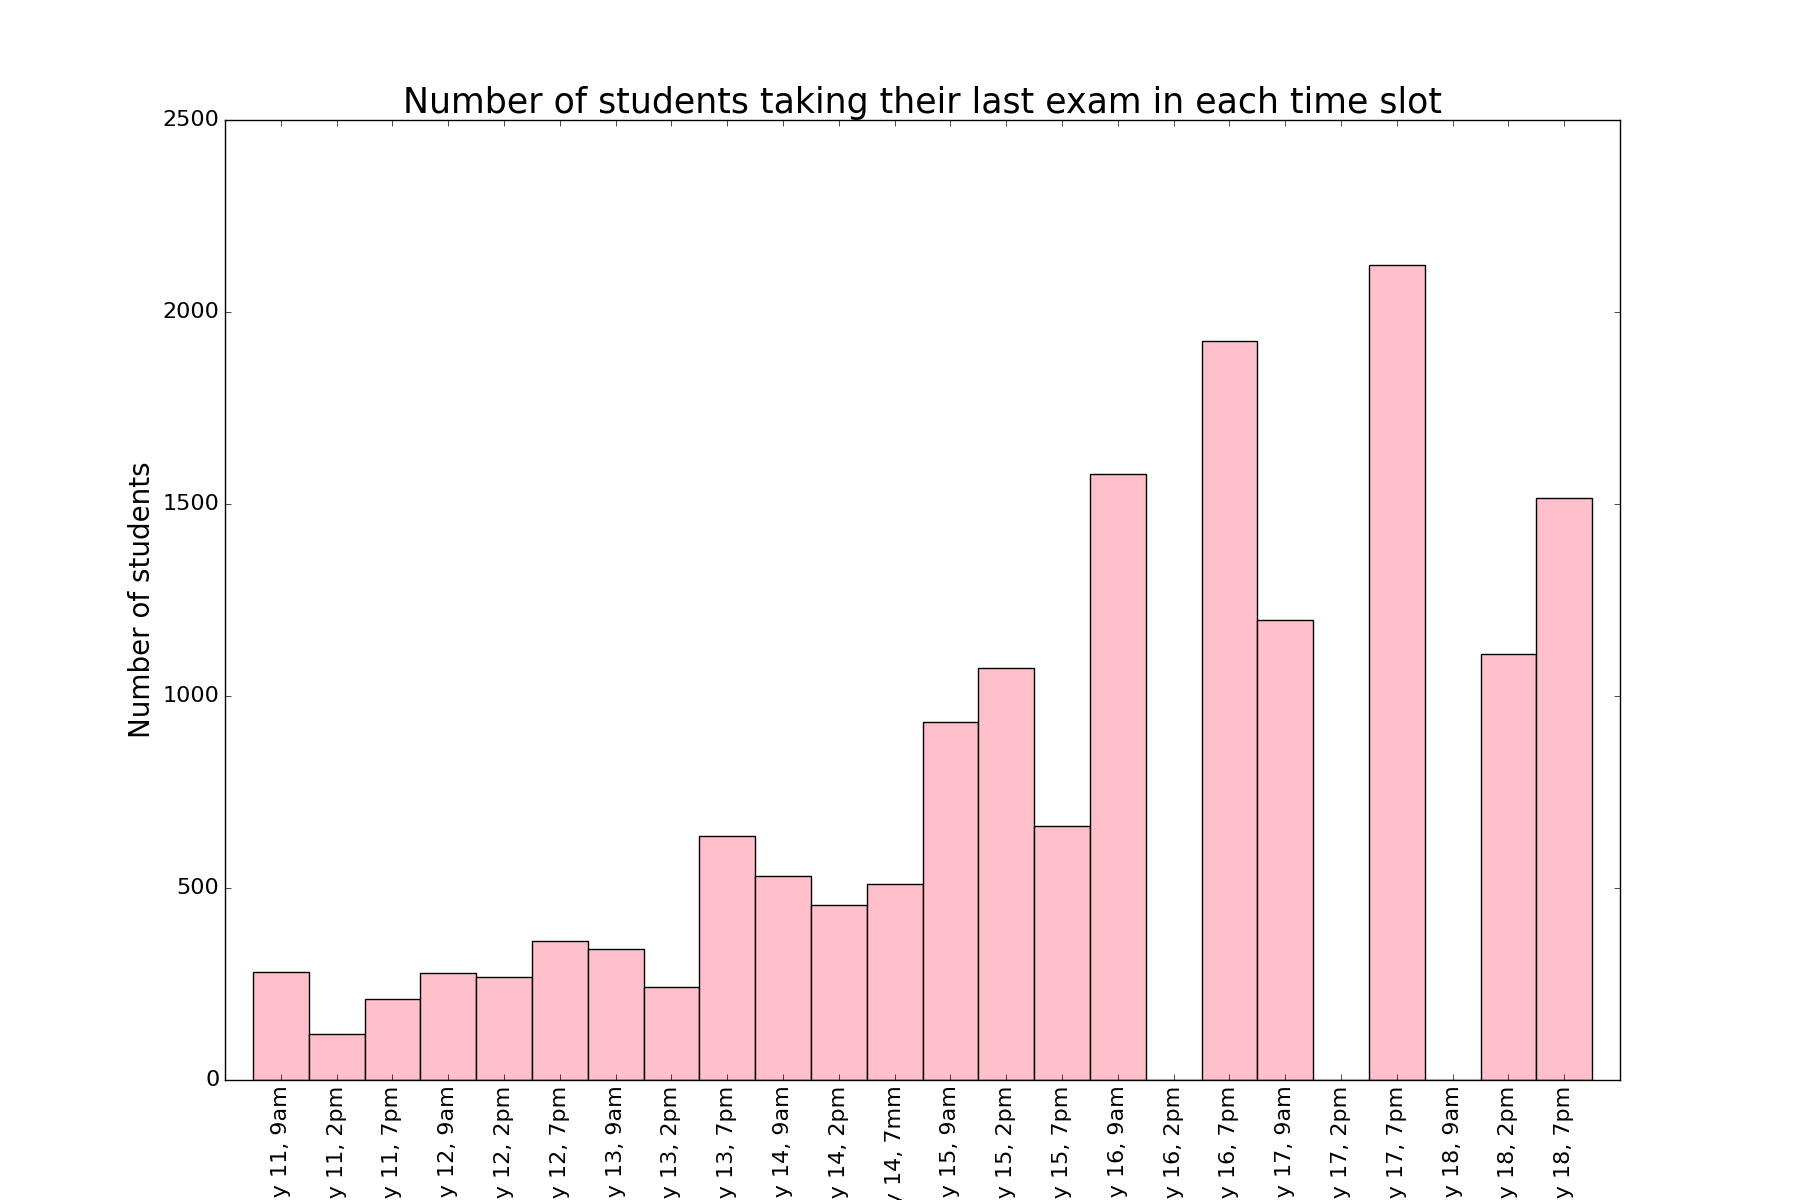 Number of students taking their last exam in each time slot
2500
2000
1500
1000
500
0
Number of students
y 11, 9am
y 11, 2pm
y 11, 7pm
y 12, 9am
y 12, 2pm
y 12, 7pm
y 13, 9am
y 13, 2pm
y 13, 7pm
y 14, 9am
y 14, 2pm
y 14, 7mm
y 15, 9am
y 15, 2pm
y 15, 7pm
y 16, 9am
y 16, 2pm
y 16, 7pm
y 17, 9am
y 17, 2pm
y 17, 7pm
y 18, 9am
y 18, 2pm
y 18, 7pm